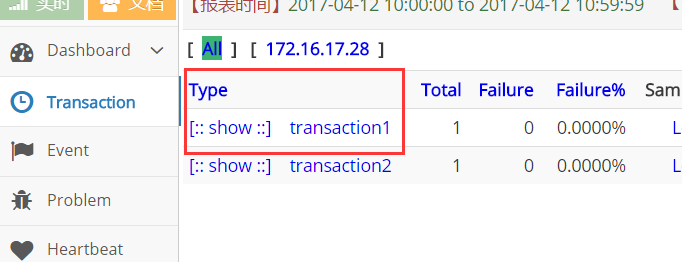 实时 文档
【报表时间】2017-04-12 10:00:00 to 2017-04-12 10:59:59
Dashboard
[ All ] [ 172.16.17.28 ]
Type Total Failure Failure% Sam
Transaction
[:: show ::] transaction1 1 0 0.0000% L
Event
[:: show ::] transaction2 1 0 0.0000% L
Problem
Heartbeat